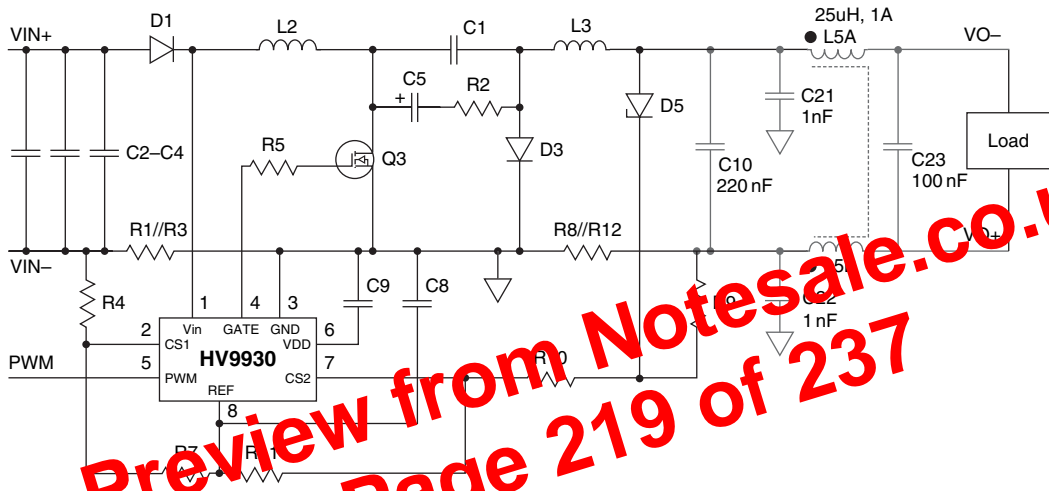 25uH, 1A
VIN+
D1
L2
C1
L3
L5A
VO–
C5
+
R2
D5
C21
1nF
R5
Q3
D3
C2–C4
C10
220 nF
C23
100 nF
Load
R1//R3
R8//R12
VO+
VIN–
R4
1
4
3
C9
C8
C22
1 nF
2
Vin
GATE
GND
6
CS1
VDD
HV9930
PWM
5
PWM
CS2
7
REF
8
R7
Preview from Notesale.co.u
Page 219 of 237